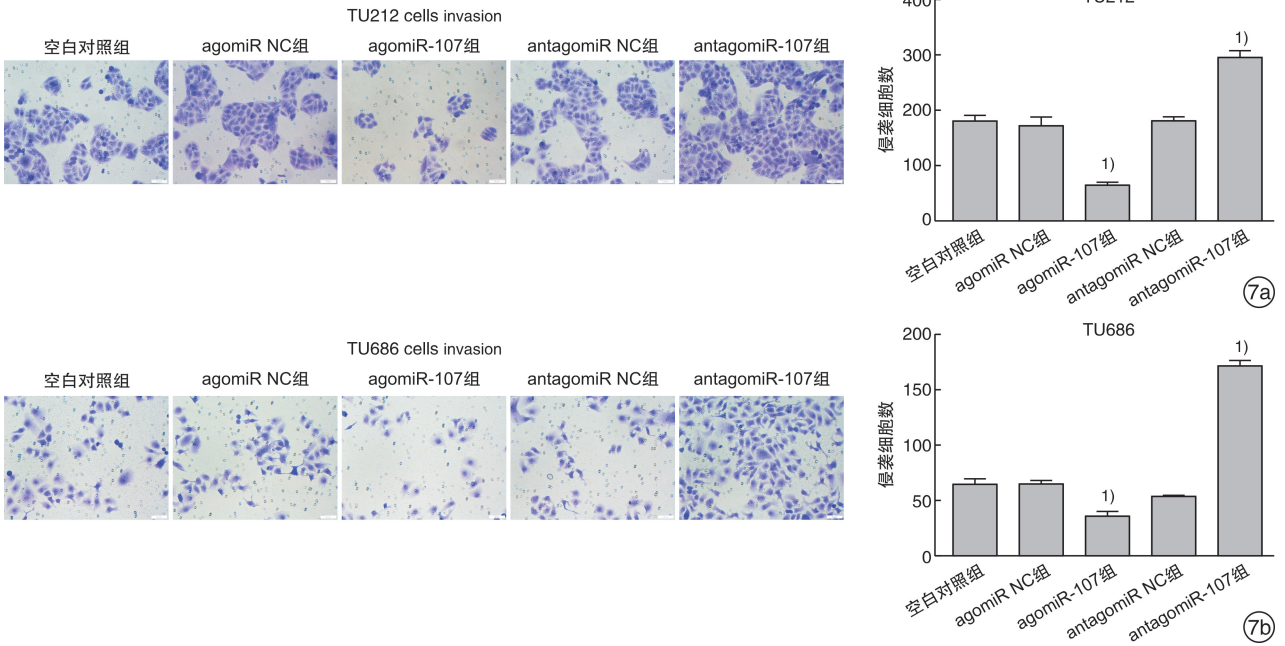 TU212 cells invasion
空白对照组
agomiR NC组
agomiR-107组
antagomiR NC组
antagomiR-107组
TU212
400
300
200
100
0
侵袭细胞数
1)
1)
空白对照组
agomiR NC组
agomiR-107组
antagomiR NC组
antagomiR-107组
7a
TU686 cells invasion
空白对照组
agomiR NC组
agomiR-107组
antagomiR NC组
antagomiR-107组
TU686
200
150
100
50
0
侵袭细胞数
1)
1)
空白对照组
agomiR NC组
agomiR-107组
antagomiR NC组
antagomiR-107组
7b